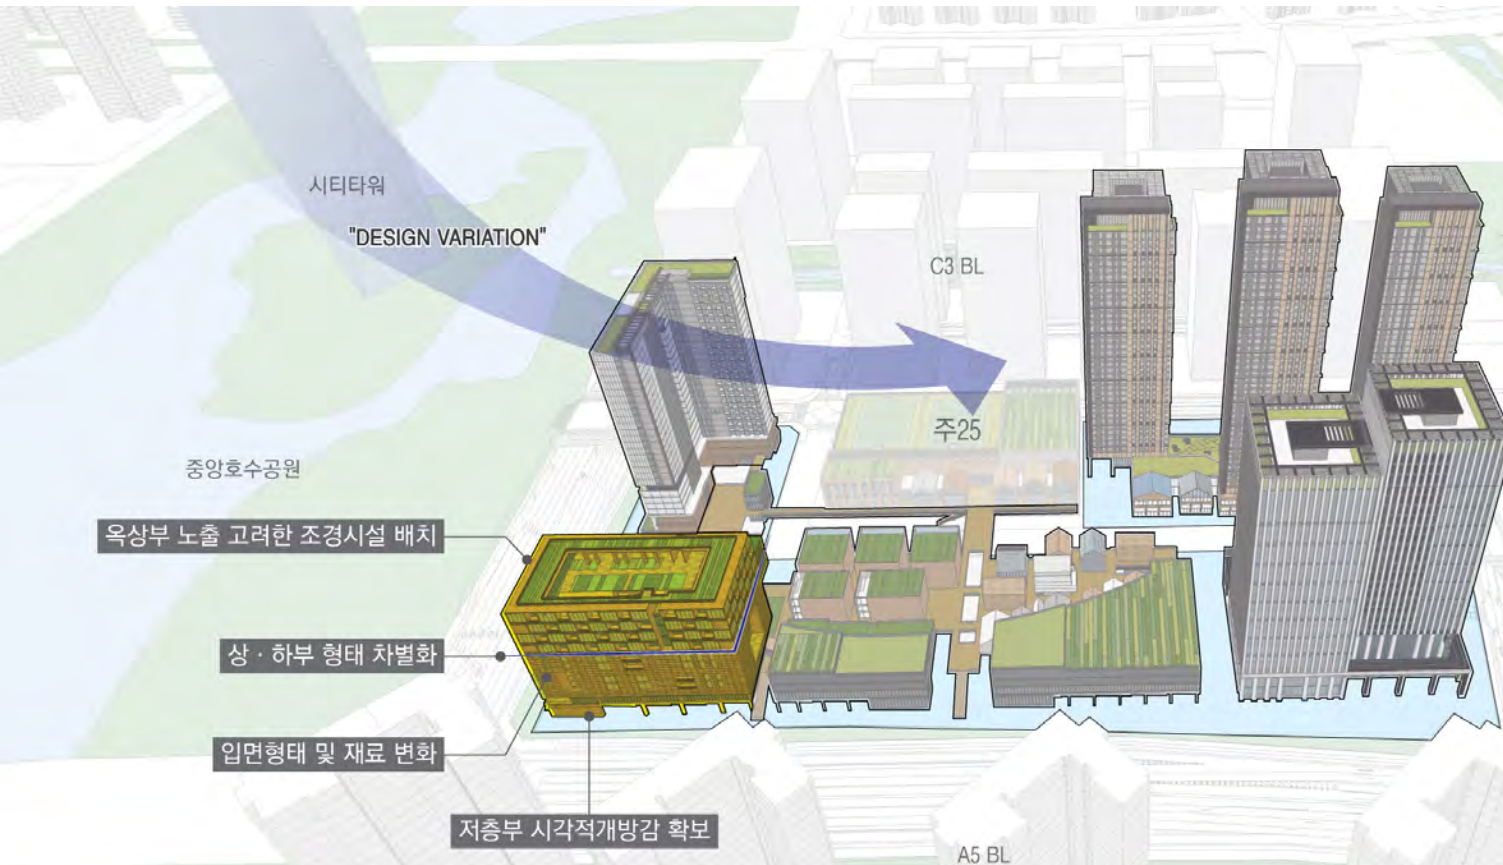 시티타워
"DESIGN VARIATION"
C3 BL
주25
중앙호수공원
옥상부 노출 고려한 조경시설 배치
상 · 하부 형태 차별화
입면형태 및 재료 변화
저층부 시각적개방감 확보
A5 BL